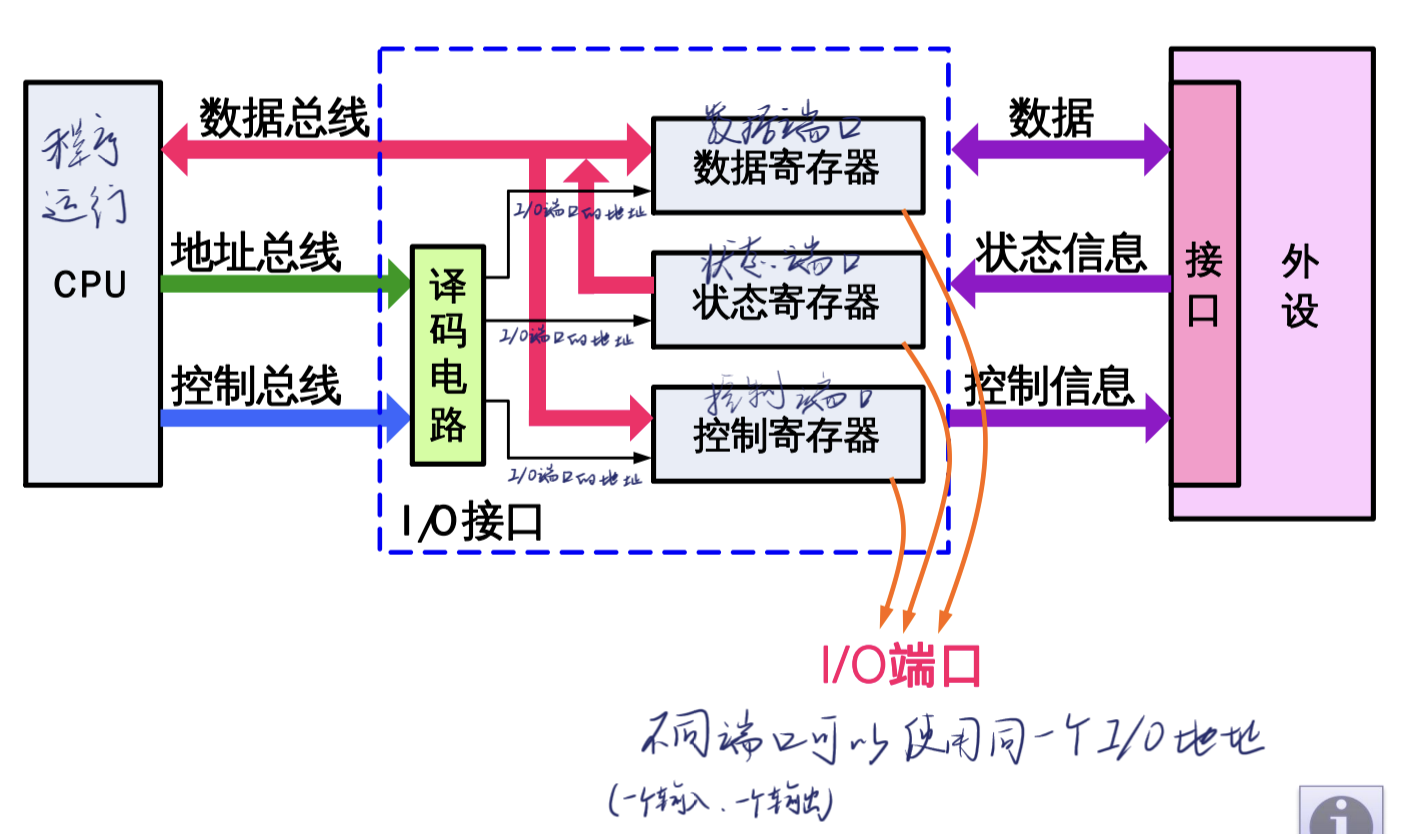 数据总线
数据端口
数据寄存器
数据
程序
运行
CPU
I/O端口的地址
地址总线
译码电路
状态端口
状态寄存器
状态信息
接口
外设
I/O端口的地址
控制总线
控制端口
控制寄存器
控制信息
I/O端口的地址
I/O接口
I/O端口
不同端口可以使用同一个I/O地址
(一个输入、一个输出)
i